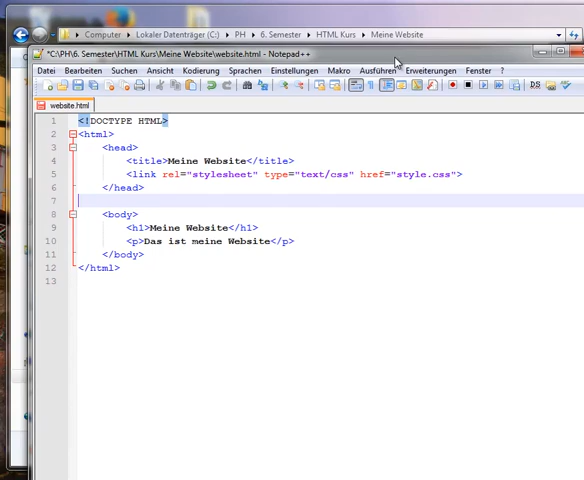 Computer ▸ Lokaler Datenträger (C:) ▸ PH ▸ 6. Semester ▸ HTML Kurs ▸ Meine Website
*C:\PH\6. Semester\HTML Kurs\Meine Website\website.html - Notepad++
Datei Bearbeiten Suchen Ansicht Kodierung Sprachen Einstellungen Makro Ausführen Erweiterungen Fenster ?
website.html
1 <!DOCTYPE HTML>
2 <html>
3 <head>
4 <title>Meine Website</title>
5 <link rel="stylesheet" type="text/css" href="style.css">
6 </head>
7
8 <body>
9 <h1>Meine Website</h1>
10 <p>Das ist meine Website</p>
11 </body>
12 </html>
13